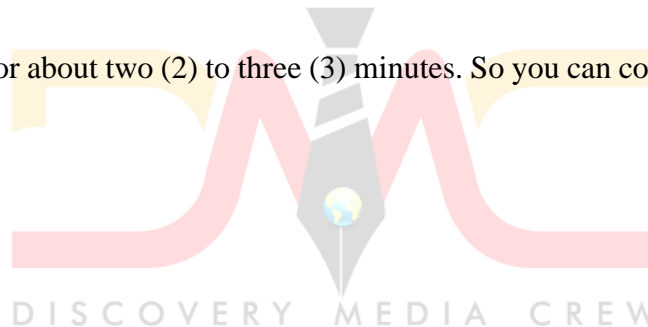 or about two (2) to three (3) minutes. So you can co
DISCOVERY MEDIA CREW